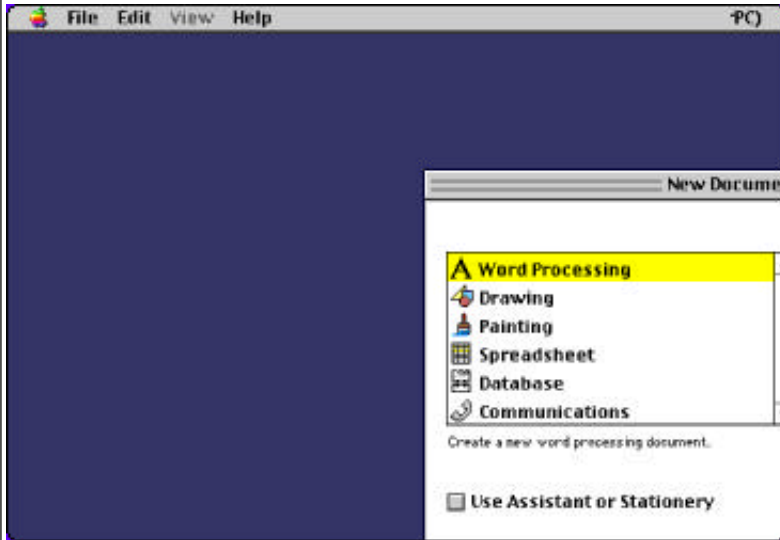 File Edit View Help PC)
New Docume
Word Processing
Drawing
Painting
Spreadsheet
Database
Communications
Create a new word processing document.
Use Assistant or Stationery